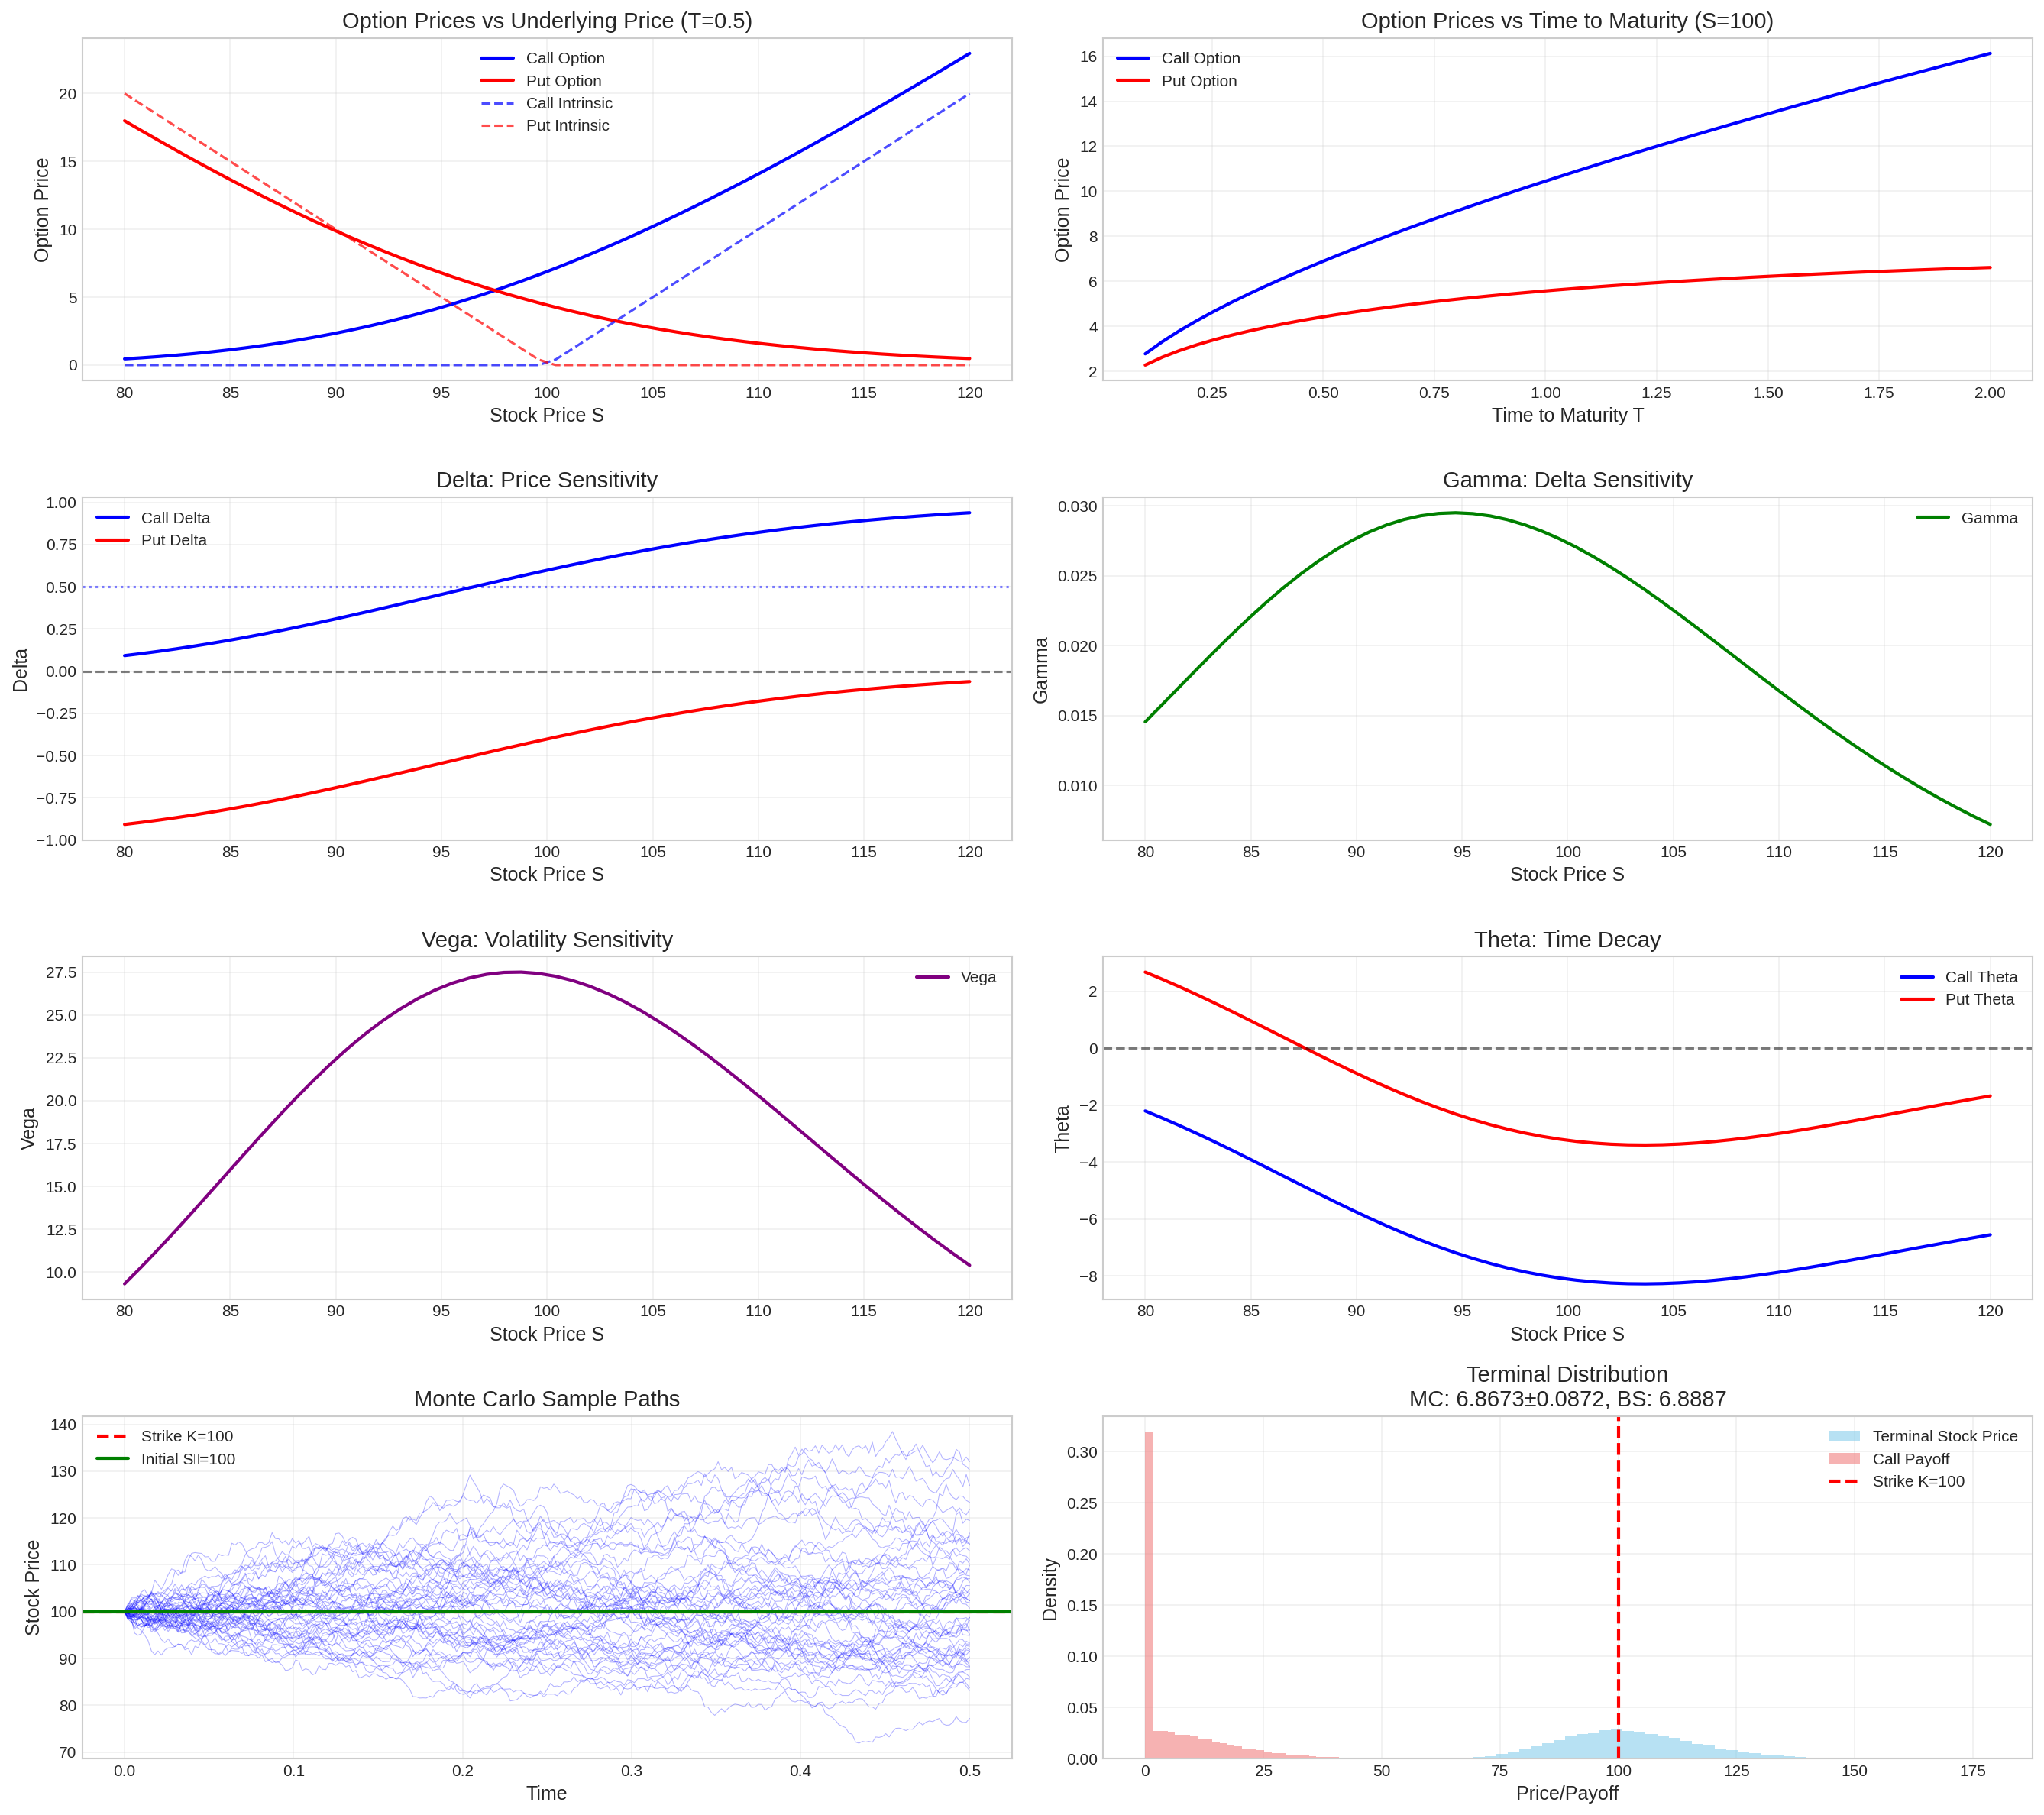 Option Prices vs Underlying Price (T=0.5)
Call Option
Put Option
Call Intrinsic
Put Intrinsic
Option Price
20
15
10
5
0
80 85 90 95 100 105 110 115 120
Stock Price S
Option Prices vs Time to Maturity (S=100)
Call Option
Put Option
Option Price
16
14
12
10
8
6
4
2
0.25 0.50 0.75 1.00 1.25 1.50 1.75 2.00
Time to Maturity T
Delta: Price Sensitivity
Call Delta
Put Delta
Delta
1.00
0.75
0.50
0.25
0.00
−0.25
−0.50
−0.75
−1.00
80 85 90 95 100 105 110 115 120
Stock Price S
Gamma: Delta Sensitivity
Gamma
Gamma
0.030
0.025
0.020
0.015
0.010
80 85 90 95 100 105 110 115 120
Stock Price S
Vega: Volatility Sensitivity
Vega
Vega
27.5
25.0
22.5
20.0
17.5
15.0
12.5
10.0
80 85 90 95 100 105 110 115 120
Stock Price S
Theta: Time Decay
Call Theta
Put Theta
Theta
2
0
−2
−4
−6
−8
80 85 90 95 100 105 110 115 120
Stock Price S
Monte Carlo Sample Paths
Strike K=100
Initial S▯=100
Stock Price
140
130
120
110
100
90
80
70
0.0 0.1 0.2 0.3 0.4 0.5
Time
Terminal Distribution
MC: 6.8673±0.0872, BS: 6.8887
Terminal Stock Price
Call Payoff
Strike K=100
Density
0.30
0.25
0.20
0.15
0.10
0.05
0.00
0 25 50 75 100 125 150 175
Price/Payoff